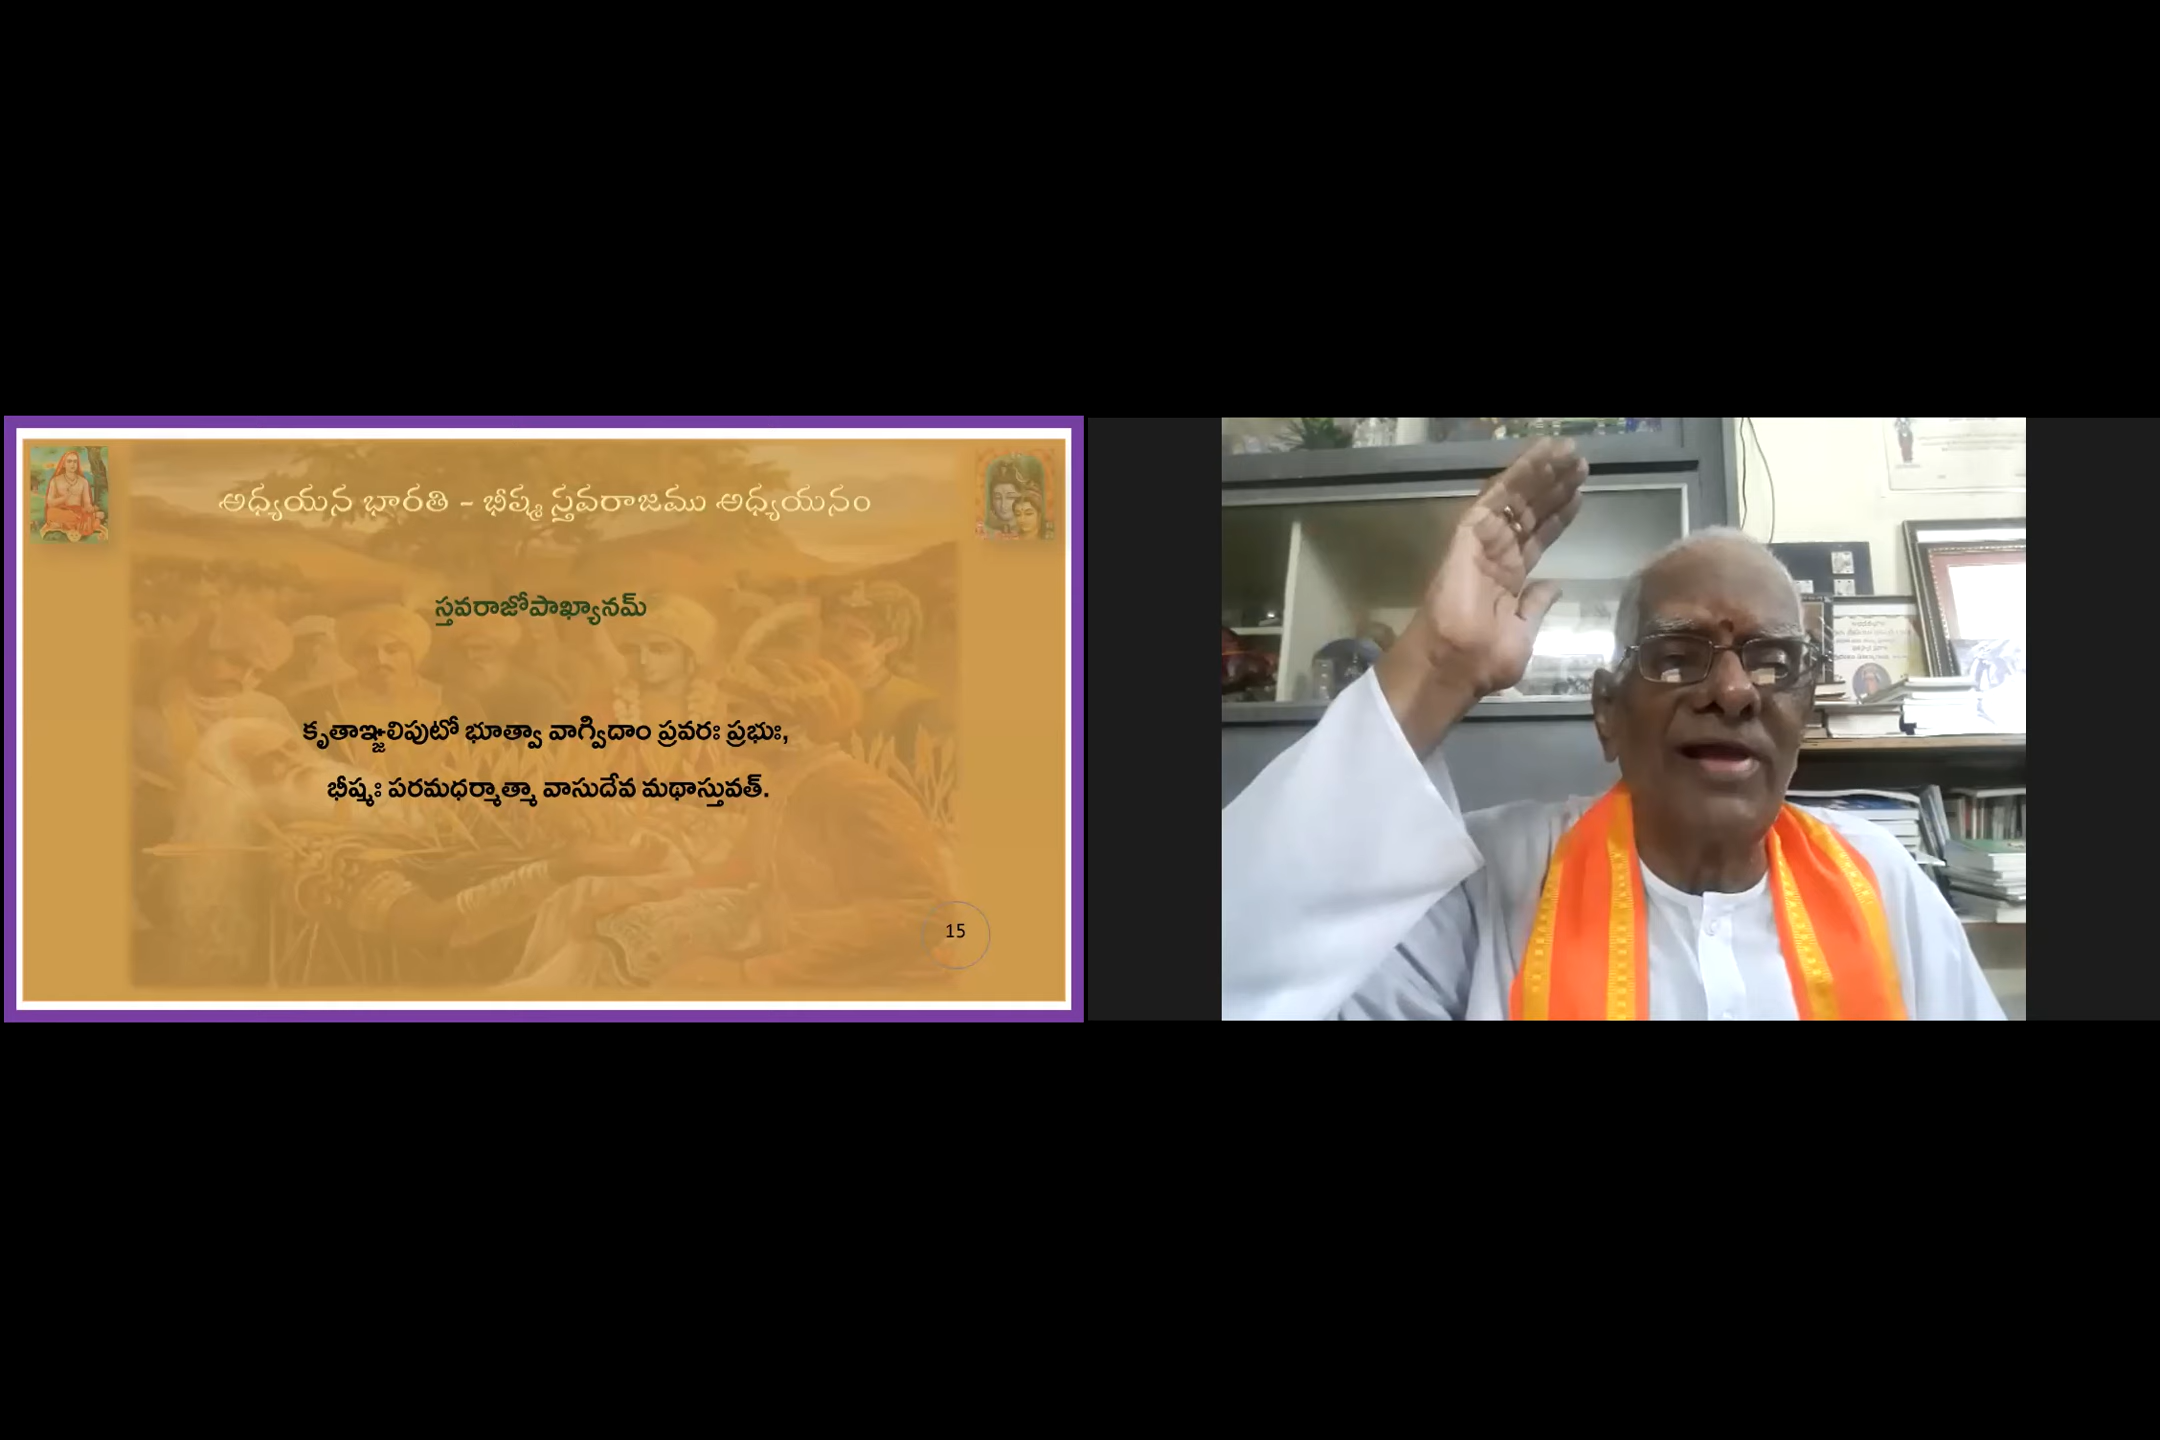 అధ్యయన భారతి - భీష్మ స్తవరాజము అధ్యయనం
స్తవరాజోపాఖ్యానమ్
కృతాఞ్జలిపుటో భూత్వా వాగ్విదాం ప్రవరః ప్రభుః,
భీష్మః పరమధర్మాత్మా వాసుదేవ మథాస్తువత్.
15